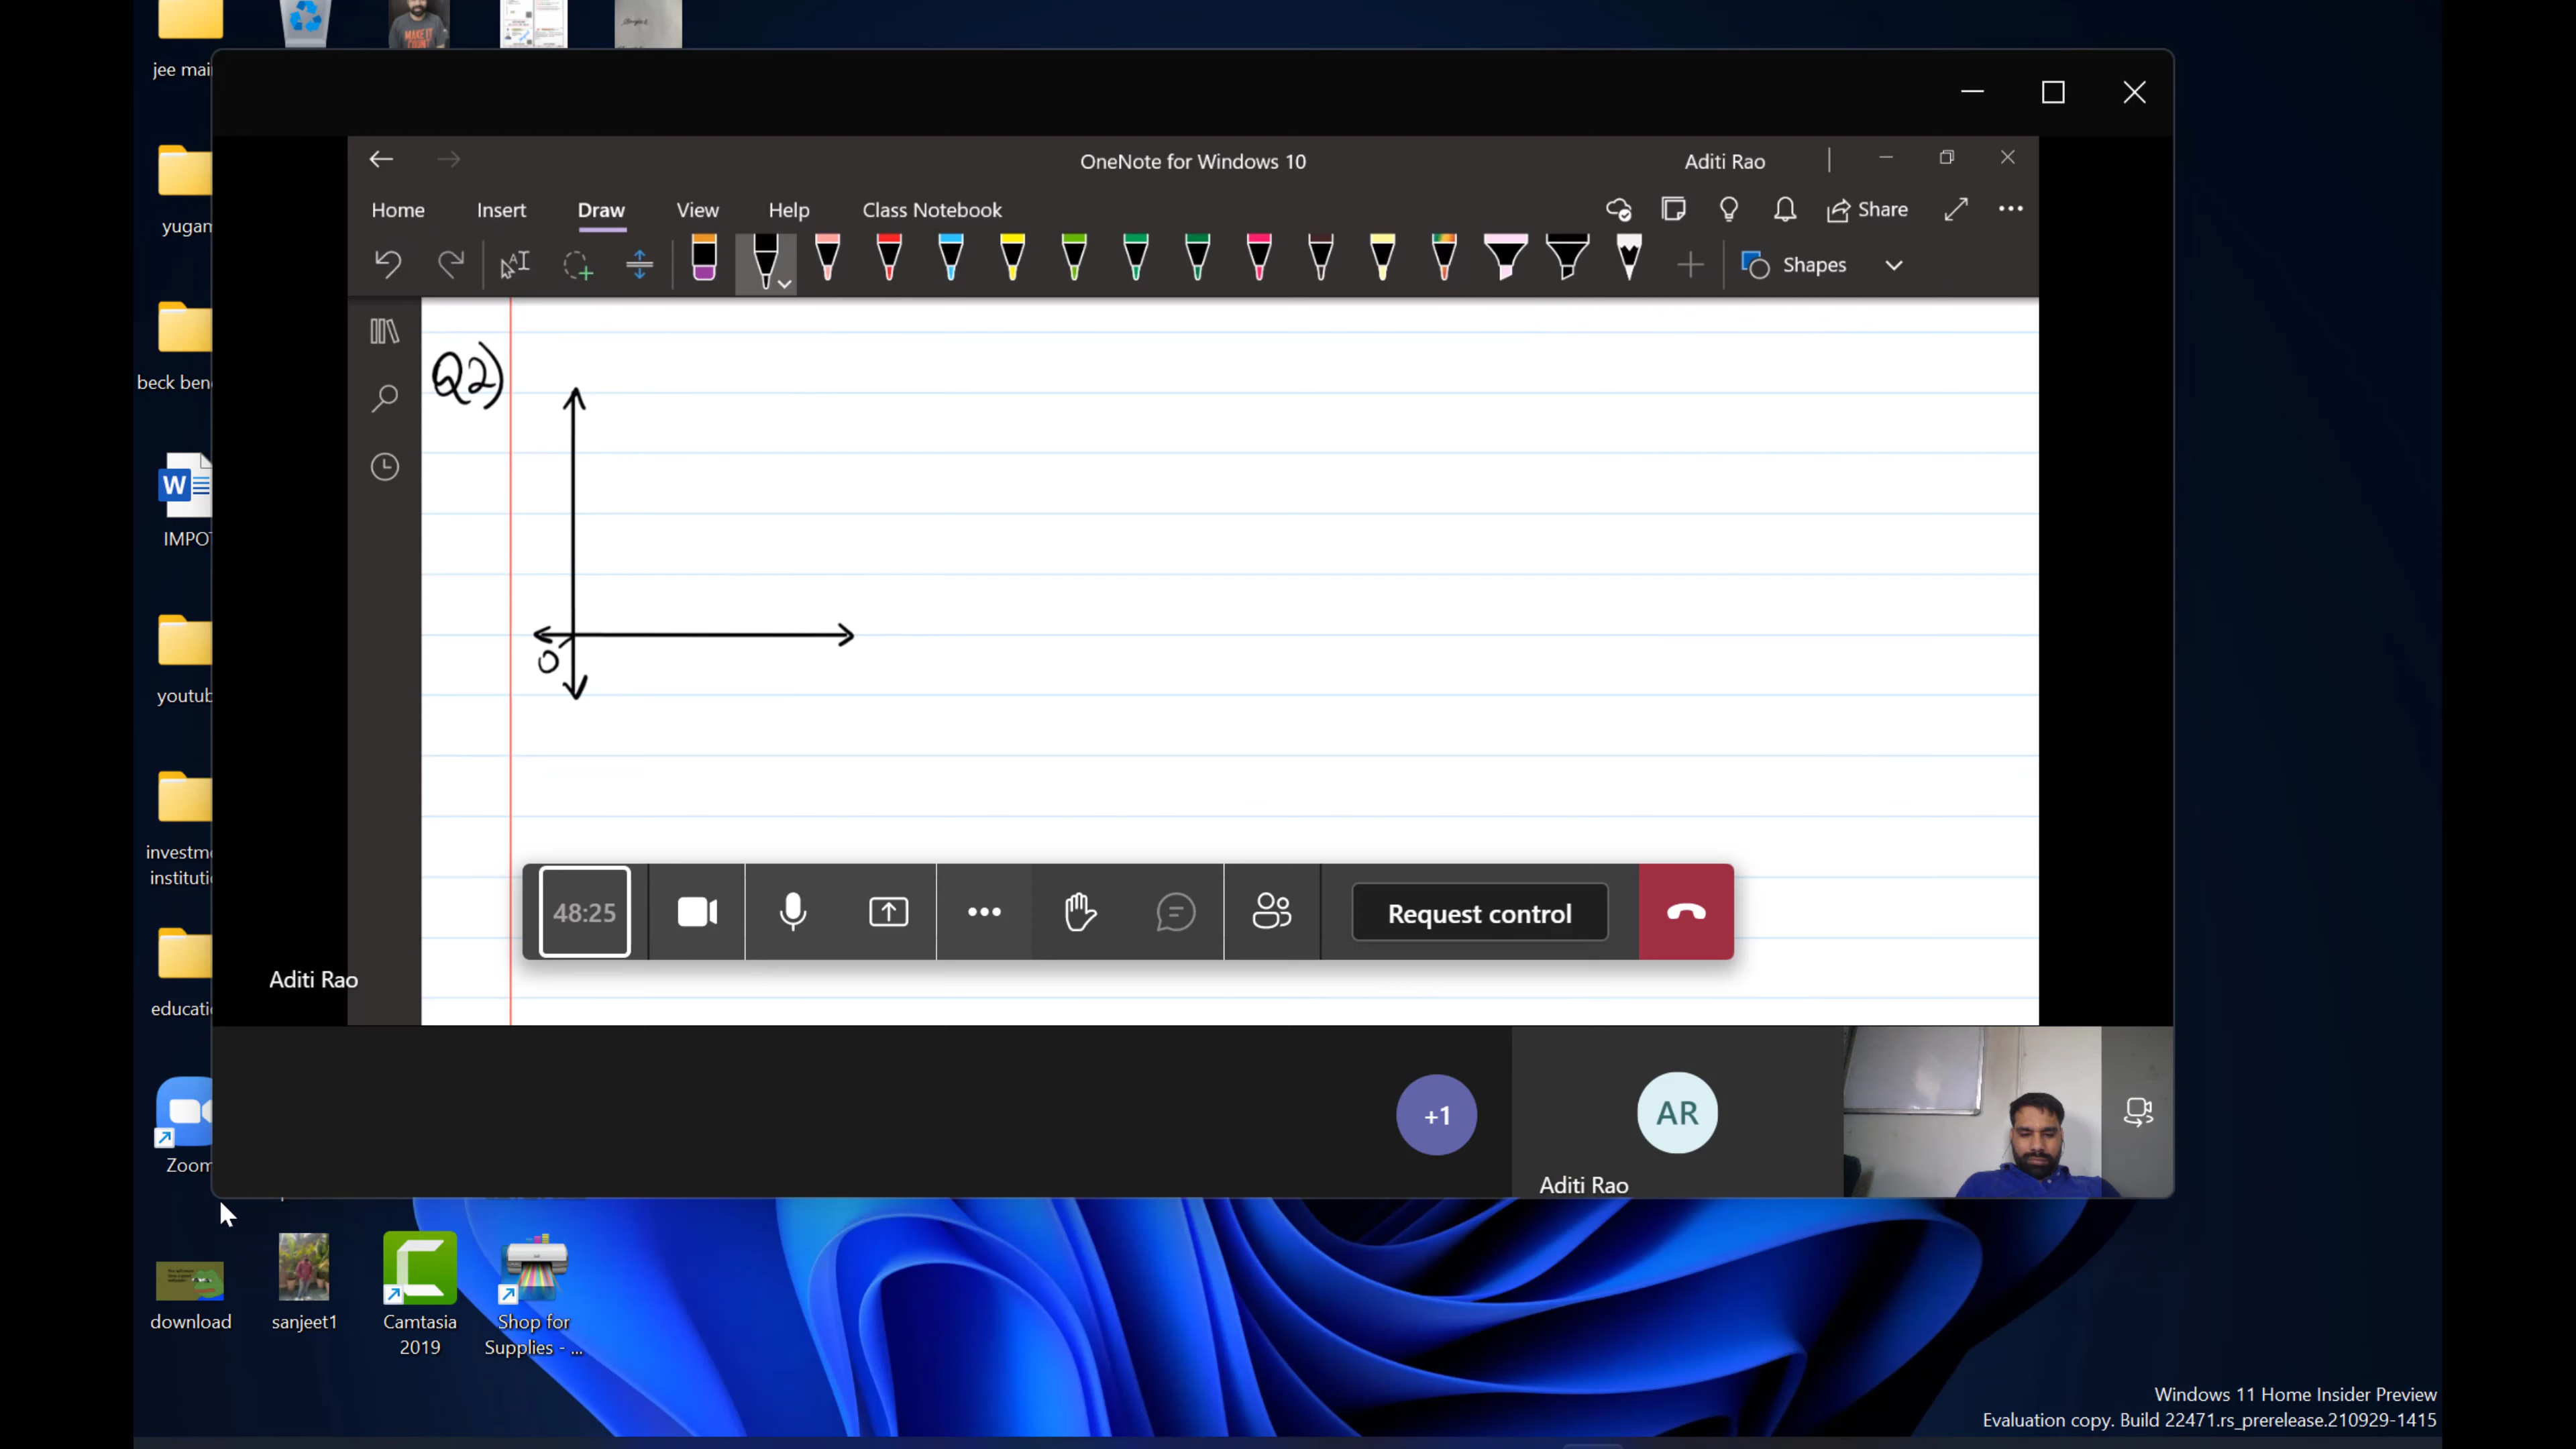 jee mai
yugan
beck ben
IMPO
youtub
investm
instituti
educati
Zoom
download
sanjeet1
Camtasia
2019
Shop for
Supplies - ...
OneNote for Windows 10
Aditi Rao
Home
Insert
Draw
View
Help
Class Notebook
Share
Shapes
Q2)
O
48:25
Request control
Aditi Rao
+1
AR
Aditi Rao
Windows 11 Home Insider Preview
Evaluation copy. Build 22471.rs_prerelease.210929-1415